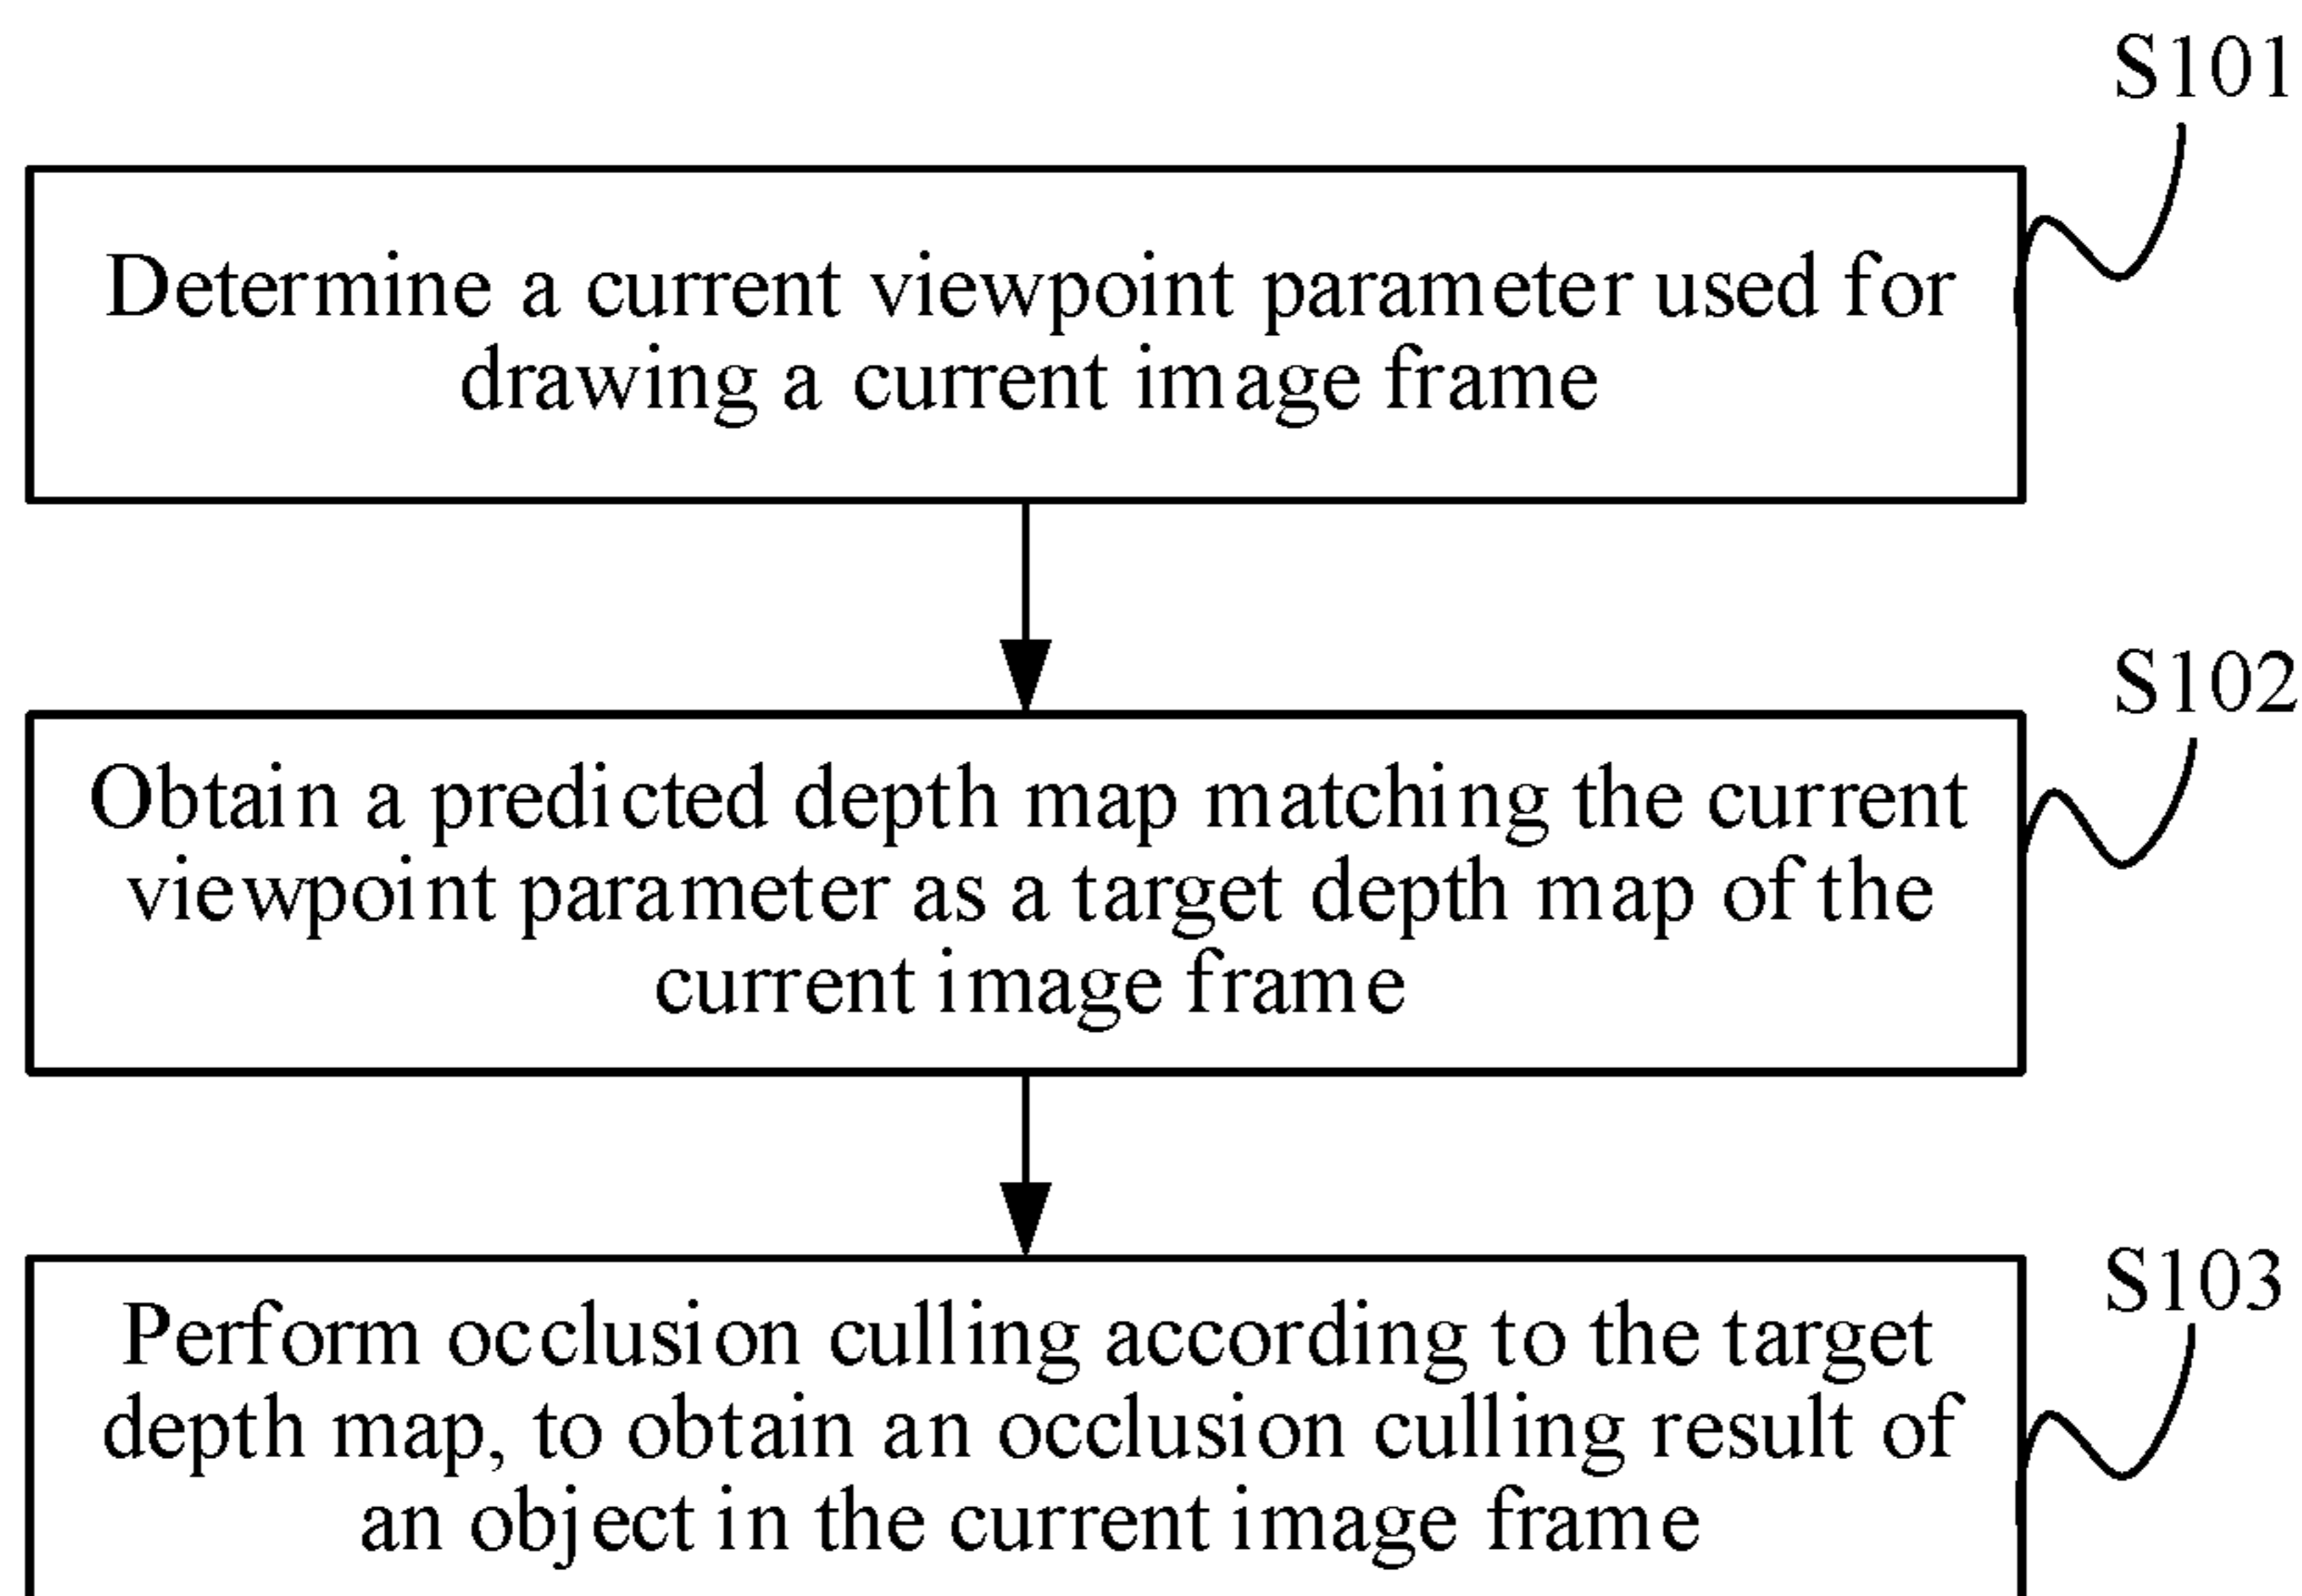 S101
Determine a current viewpoint parameter used for
drawing a current image frame
S102
Obtain a predicted depth map matching the current
viewpoint parameter as a target depth map of the
current image frame
S103
Perform occlusion culling according to the target
depth map, to obtain an occlusion culling result of
an object in the current image frame